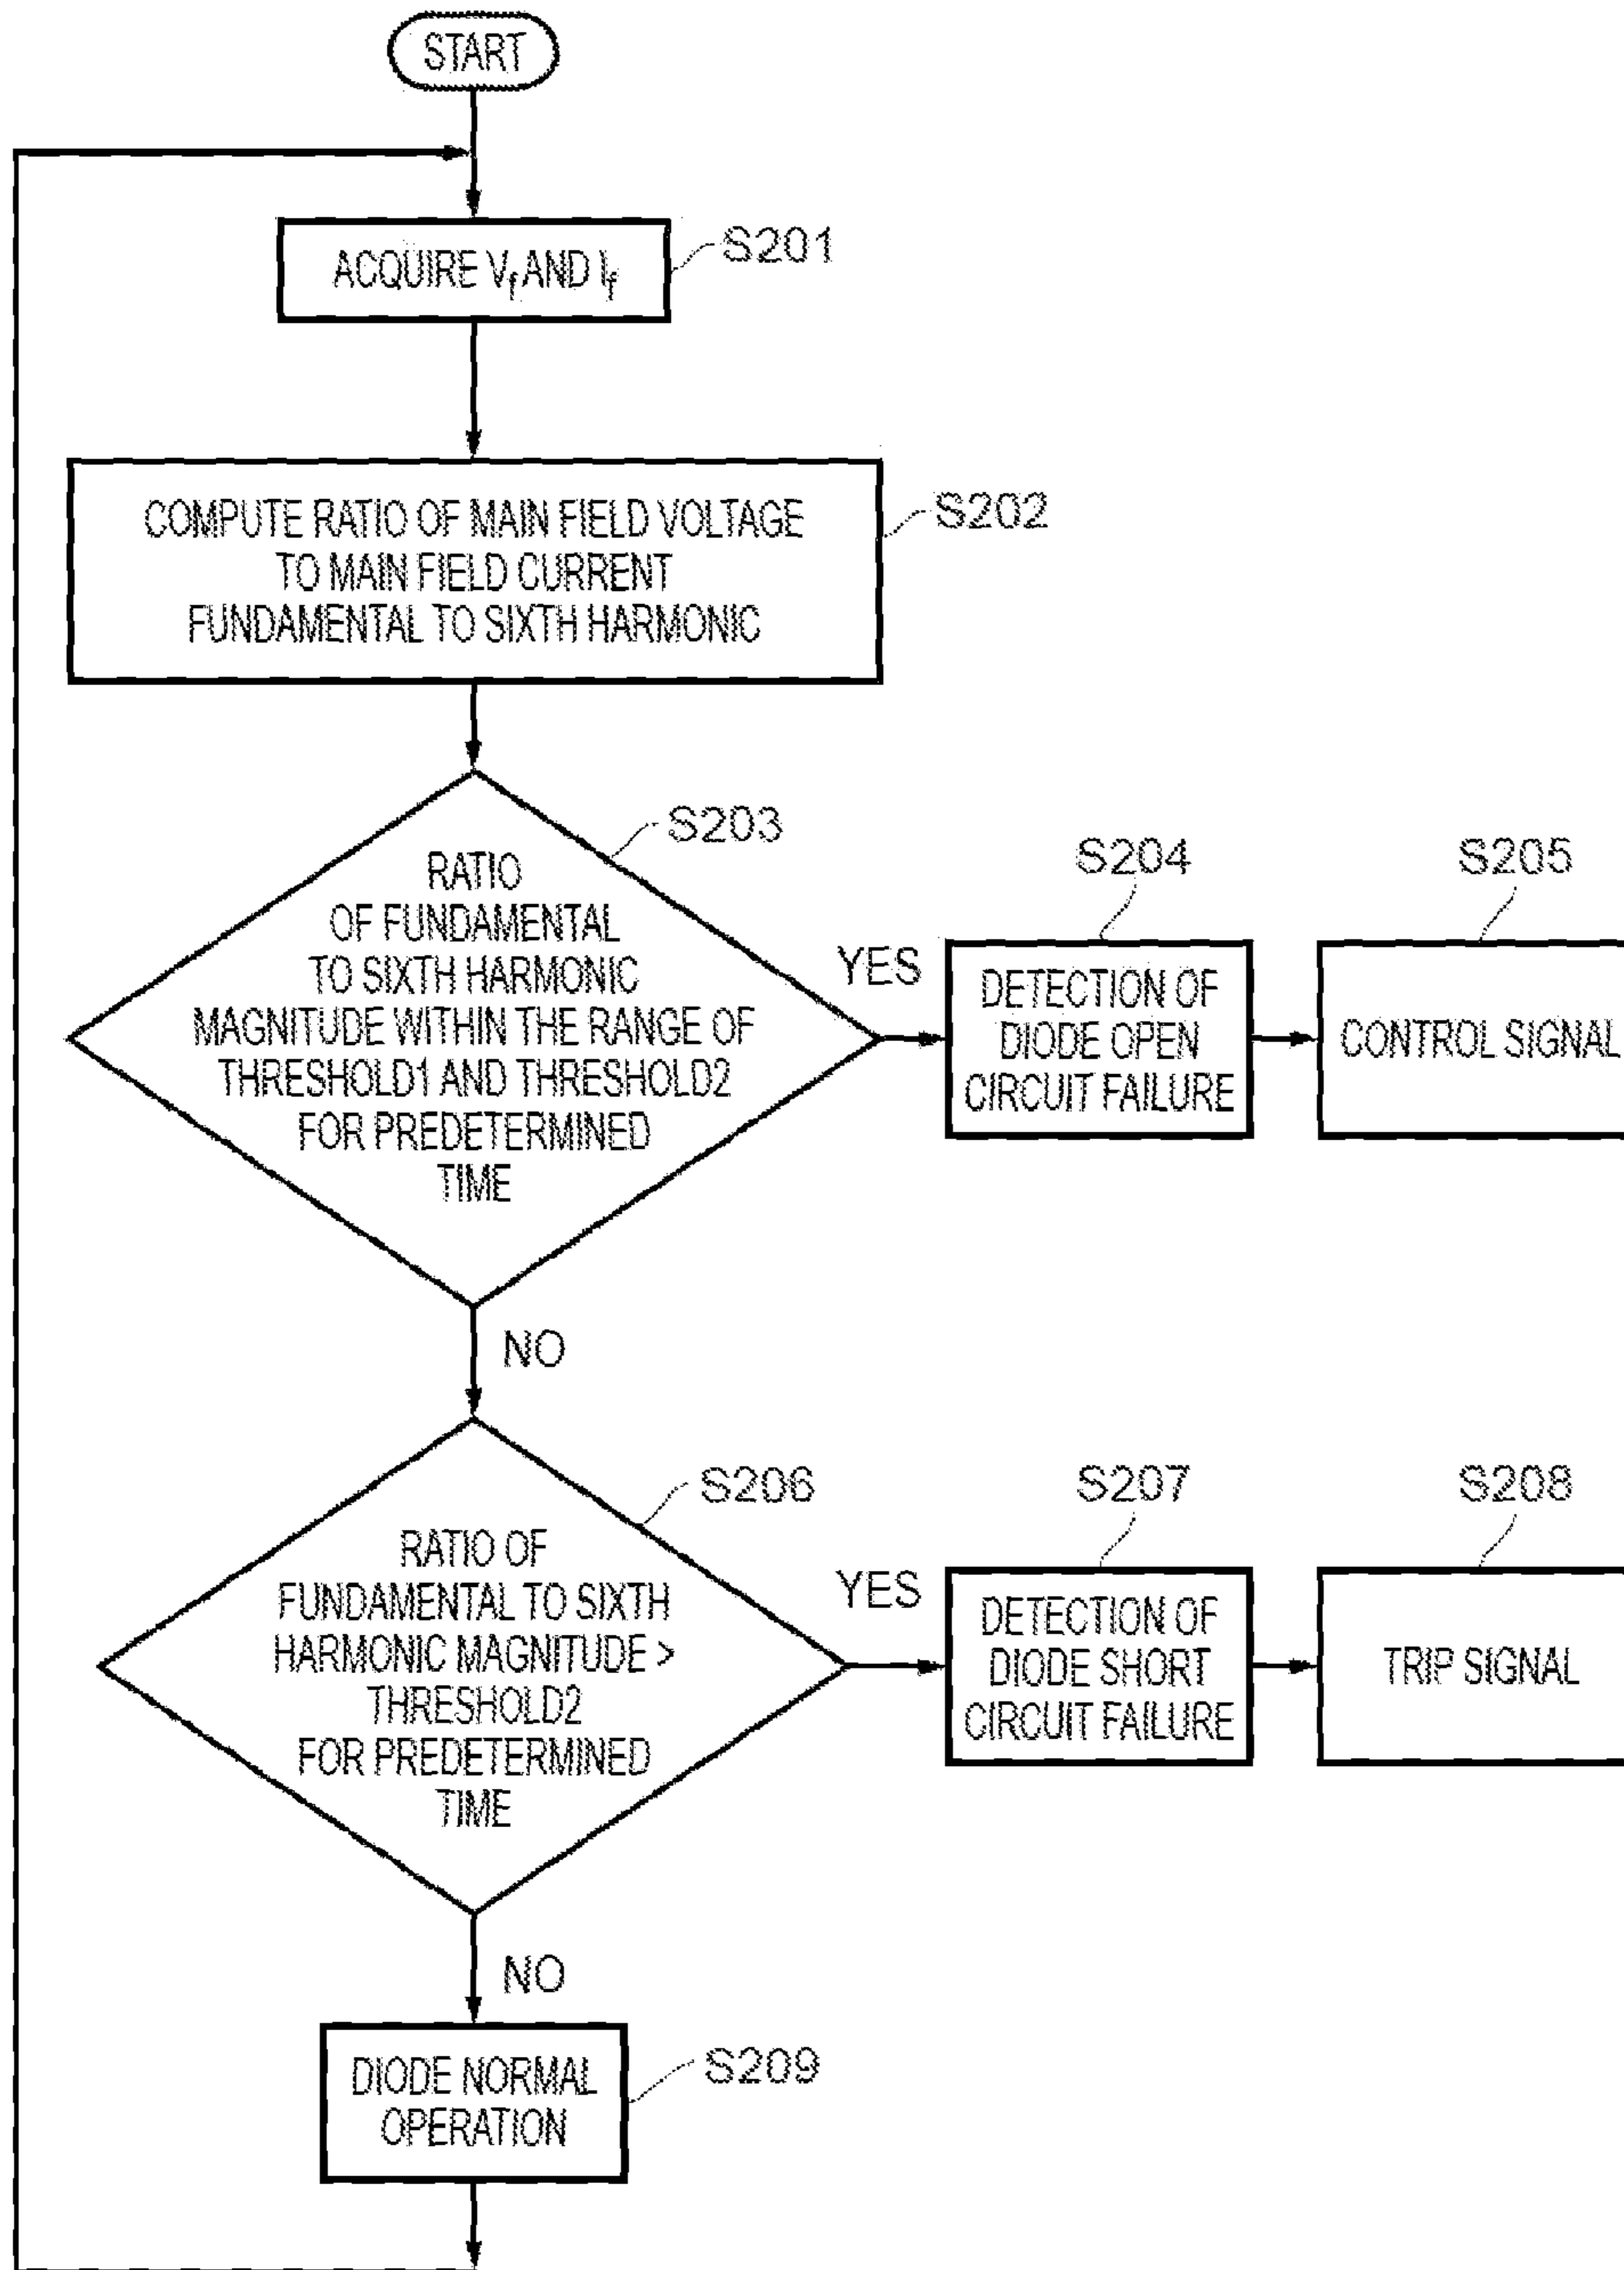 START
ACQUIRE Vf AND If
S201
COMPUTE RATIO OF MAIN FIELD VOLTAGE
TO MAIN FIELD CURRENT
FUNDAMENTAL TO SIXTH HARMONIC
S202
S203
RATIO
OF FUNDAMENTAL
TO SIXTH HARMONIC
MAGNITUDE WITHIN THE RANGE OF
THRESHOLD1 AND THRESHOLD2
FOR PREDETERMINED
TIME
YES
S204
DETECTION OF
DIODE OPEN
CIRCUIT FAILURE
S205
CONTROL SIGNAL
NO
S206
RATIO OF
FUNDAMENTAL TO SIXTH
HARMONIC MAGNITUDE >
THRESHOLD2
FOR PREDETERMINED
TIME
YES
S207
DETECTION OF
DIODE SHORT
CIRCUIT FAILURE
S208
TRIP SIGNAL
NO
DIODE NORMAL
OPERATION
S209